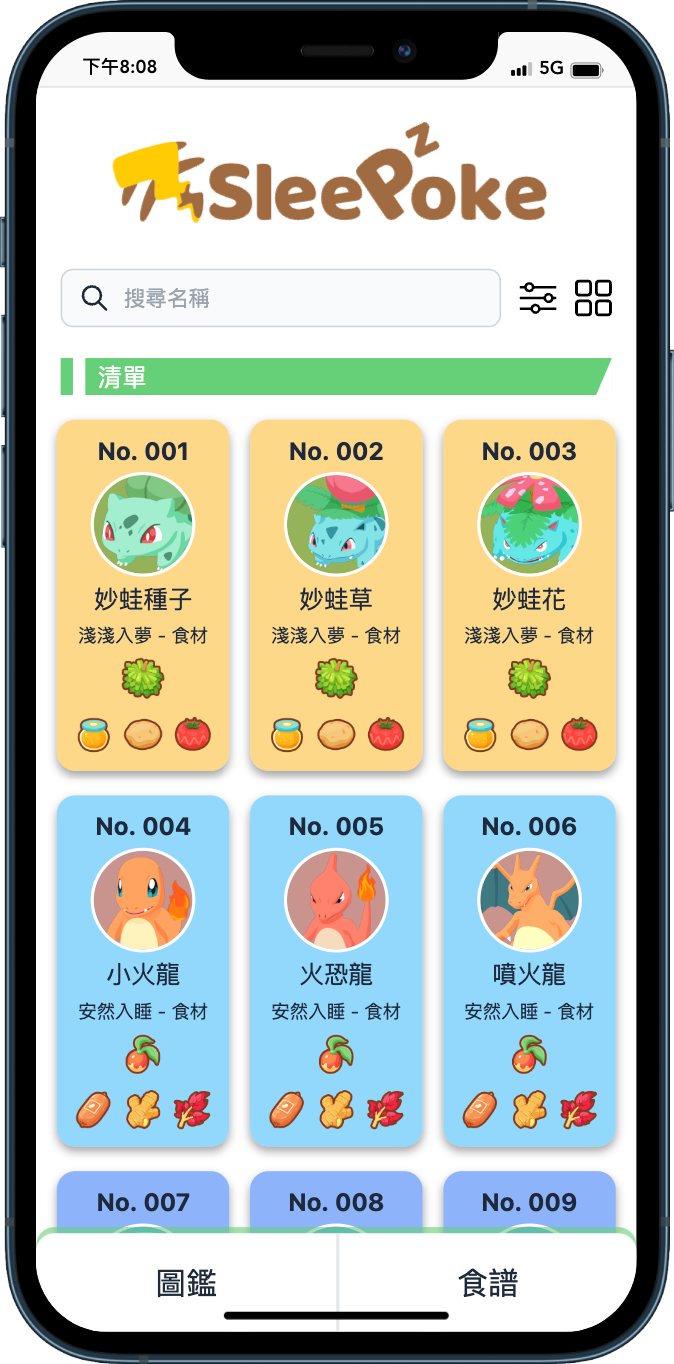 下午8:08 5G
SleePoke
z
搜尋名稱
清單
No. 001 No. 002 No. 003
妙蛙種子 妙蛙草 妙蛙花
淺淺入夢 - 食材 淺淺入夢 - 食材 淺淺入夢 - 食材
No. 004 No. 005 No. 006
小火龍 火恐龍 噴火龍
安然入睡 - 食材 安然入睡 - 食材 安然入睡 - 食材
No. 007 No. 008 No. 009
圖鑑 食譜